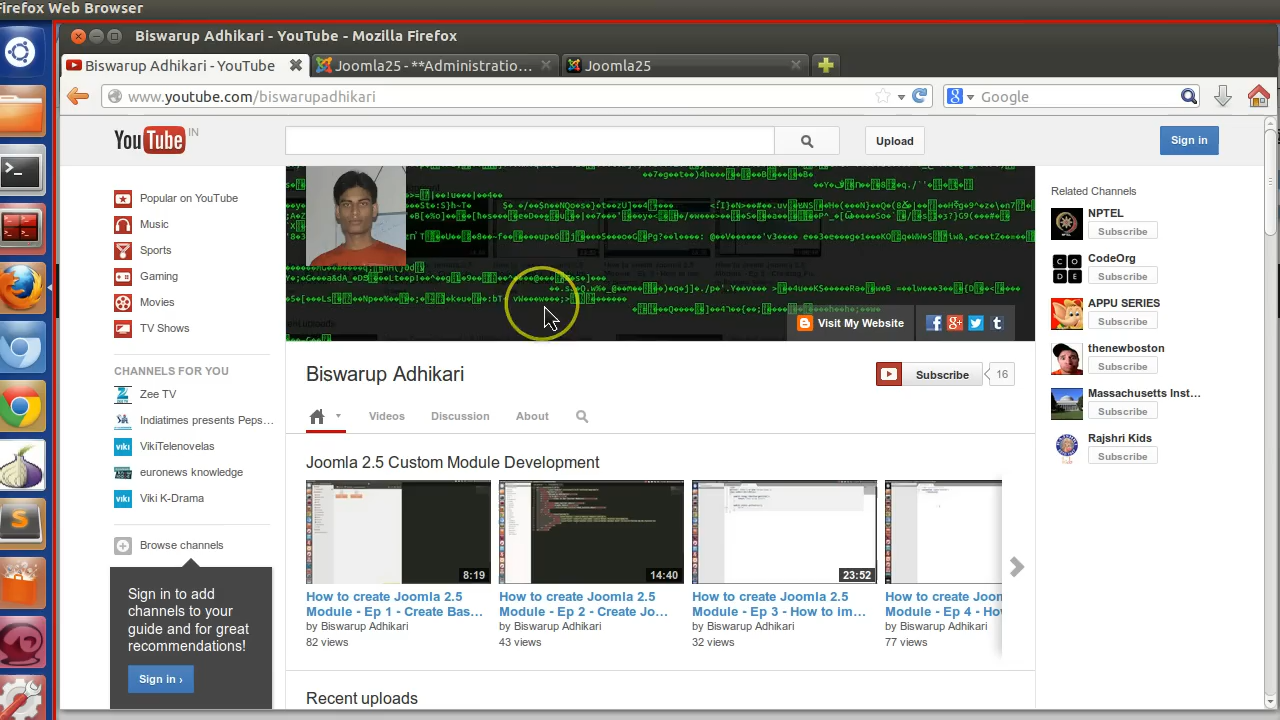 Firefox Web Browser
Biswarup Adhikari - YouTube - Mozilla Firefox
Biswarup Adhikari - YouTube
Joomla25 - **Administratio...
Joomla25
www.youtube.com/biswarupadhikari
Google
YouTube IN
Upload
Sign in
Popular on YouTube
Music
Sports
Gaming
Movies
TV Shows
CHANNELS FOR YOU
Zee TV
Indiatimes presents Peps...
VikiTelenovelas
euronews knowledge
Viki K-Drama
Browse channels
Sign in to add
channels to your
guide and for great
recommendations!
Sign in ›
Visit My Website
Biswarup Adhikari
Subscribe
16
Videos
Discussion
About
Joomla 2.5 Custom Module Development
8:19
How to create Joomla 2.5
Module - Ep 1 - Create Bas...
by Biswarup Adhikari
82 views
14:40
How to create Joomla 2.5
Module - Ep 2 - Create Jo...
by Biswarup Adhikari
43 views
23:52
How to create Joomla 2.5
Module - Ep 3 - How to im...
by Biswarup Adhikari
32 views
How to create Joon
Module - Ep 4 - Hov
by Biswarup Adhikari
77 views
Recent uploads
Related Channels
NPTEL
Subscribe
CodeOrg
Subscribe
APPU SERIES
Subscribe
thenewboston
Subscribe
Massachusetts Inst...
Subscribe
Rajshri Kids
Subscribe